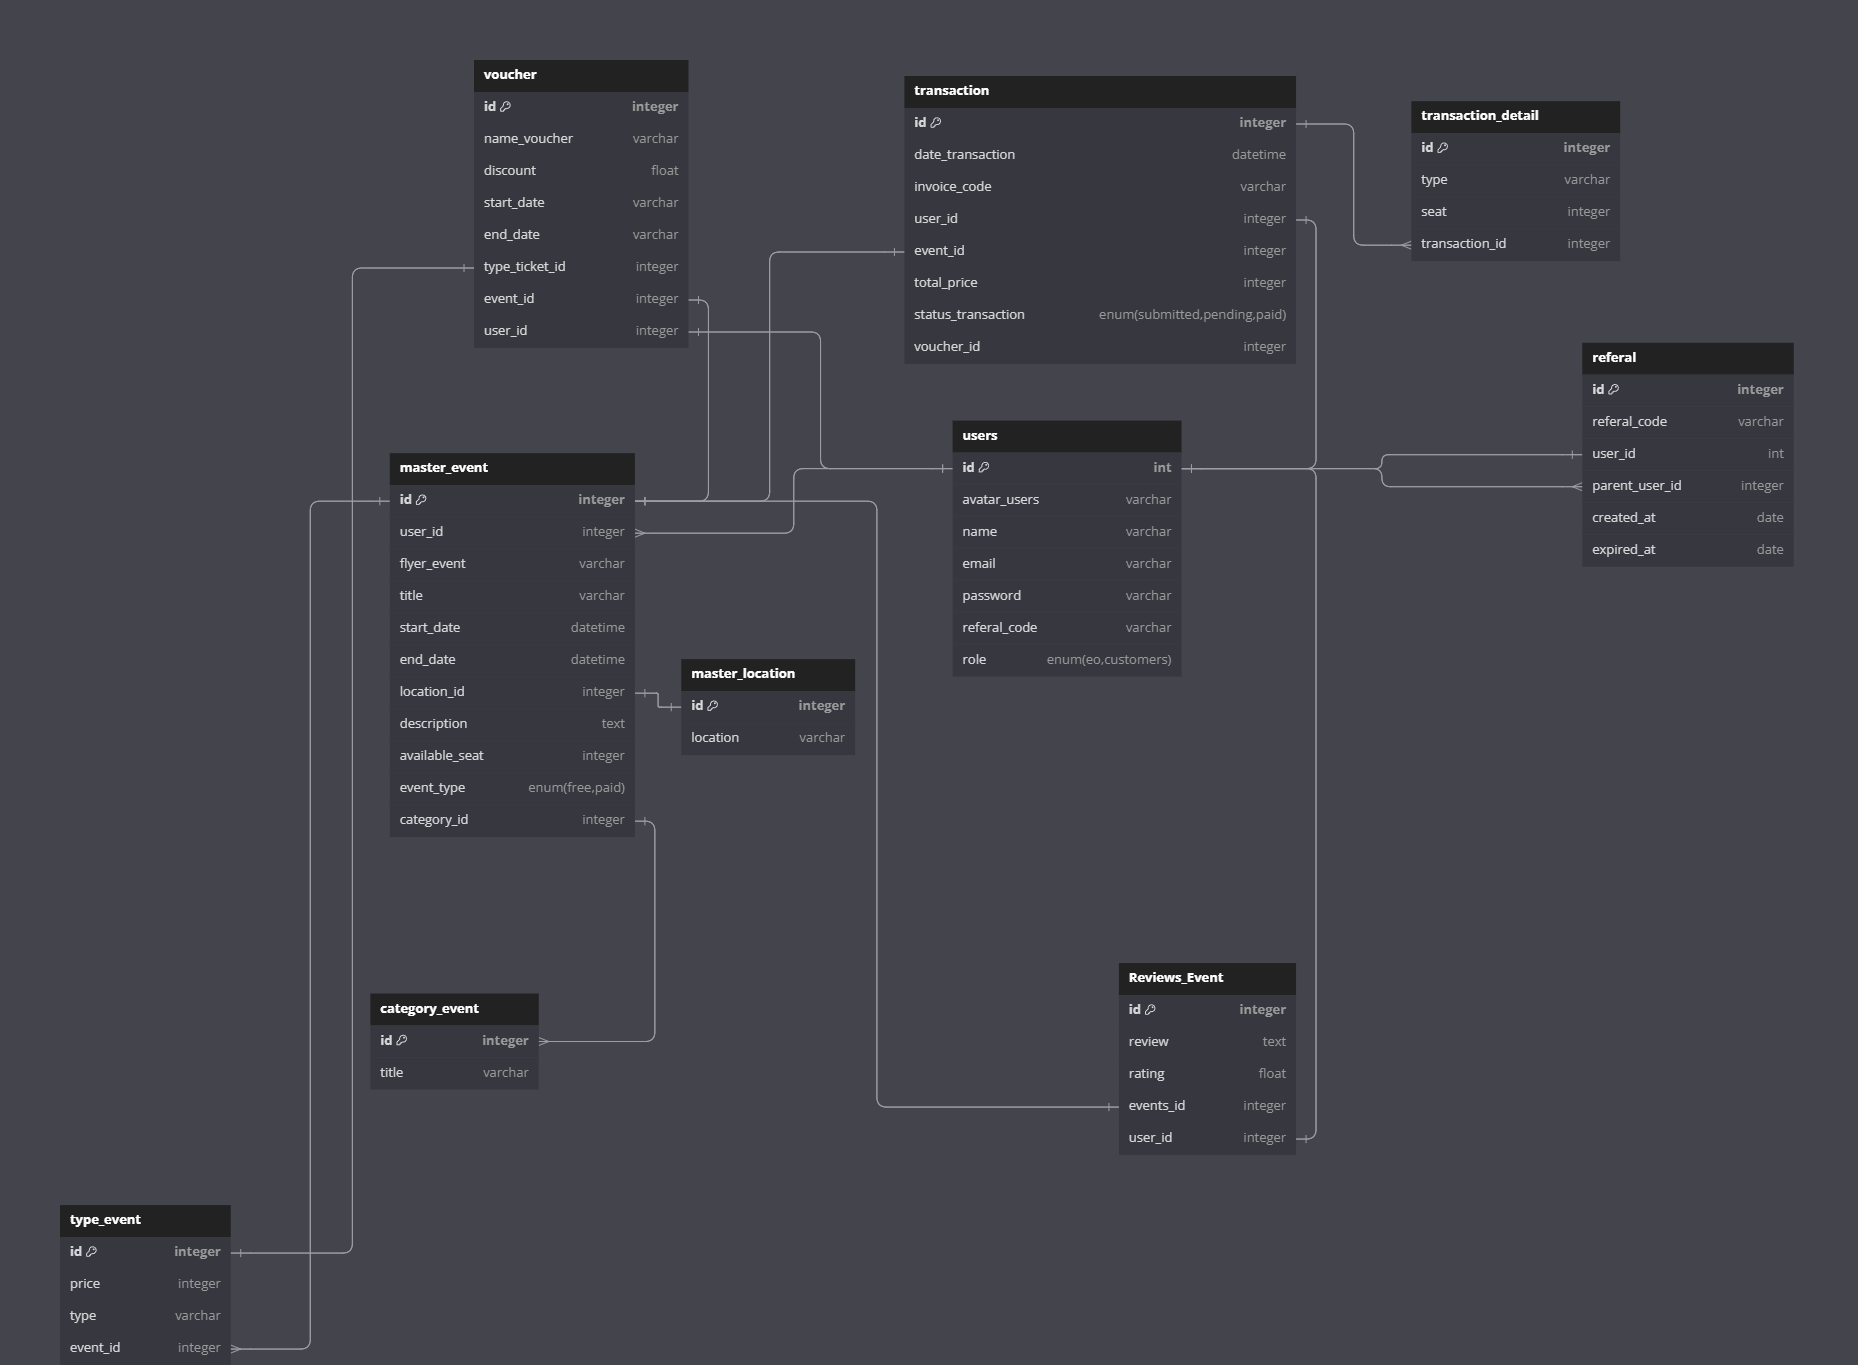 voucher
id integer
name_voucher varchar
discount float
start_date varchar
end_date varchar
type_ticket_id integer
event_id integer
user_id integer
transaction
id integer
date_transaction datetime
invoice_code varchar
user_id integer
event_id integer
total_price integer
status_transaction enum(submitted,pending,paid)
voucher_id integer
transaction_detail
id integer
type varchar
seat integer
transaction_id integer
referal
id integer
referal_code varchar
user_id int
parent_user_id integer
created_at date
expired_at date
users
id int
avatar_users varchar
name varchar
email varchar
password varchar
referal_code varchar
role enum(eo,customers)
master_event
id integer
user_id integer
flyer_event varchar
title varchar
start_date datetime
end_date datetime
location_id integer
description text
available_seat integer
event_type enum(free,paid)
category_id integer
master_location
id integer
location varchar
category_event
id integer
title varchar
Reviews_Event
id integer
review text
rating float
events_id integer
user_id integer
type_event
id integer
price integer
type varchar
event_id integer